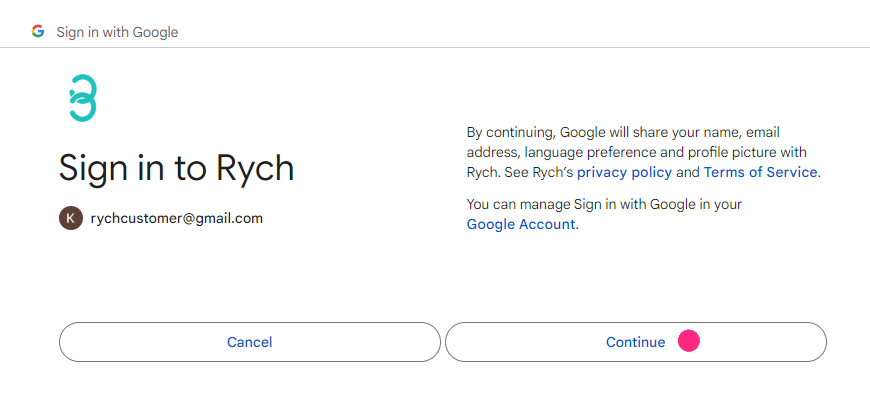 Sign in with Google
Sign in to Rych
K rychcustomer@gmail.com
By continuing, Google will share your name, email
address, language preference and profile picture with
Rych. See Rych’s privacy policy and Terms of Service.
You can manage Sign in with Google in your
Google Account.
Cancel
Continue